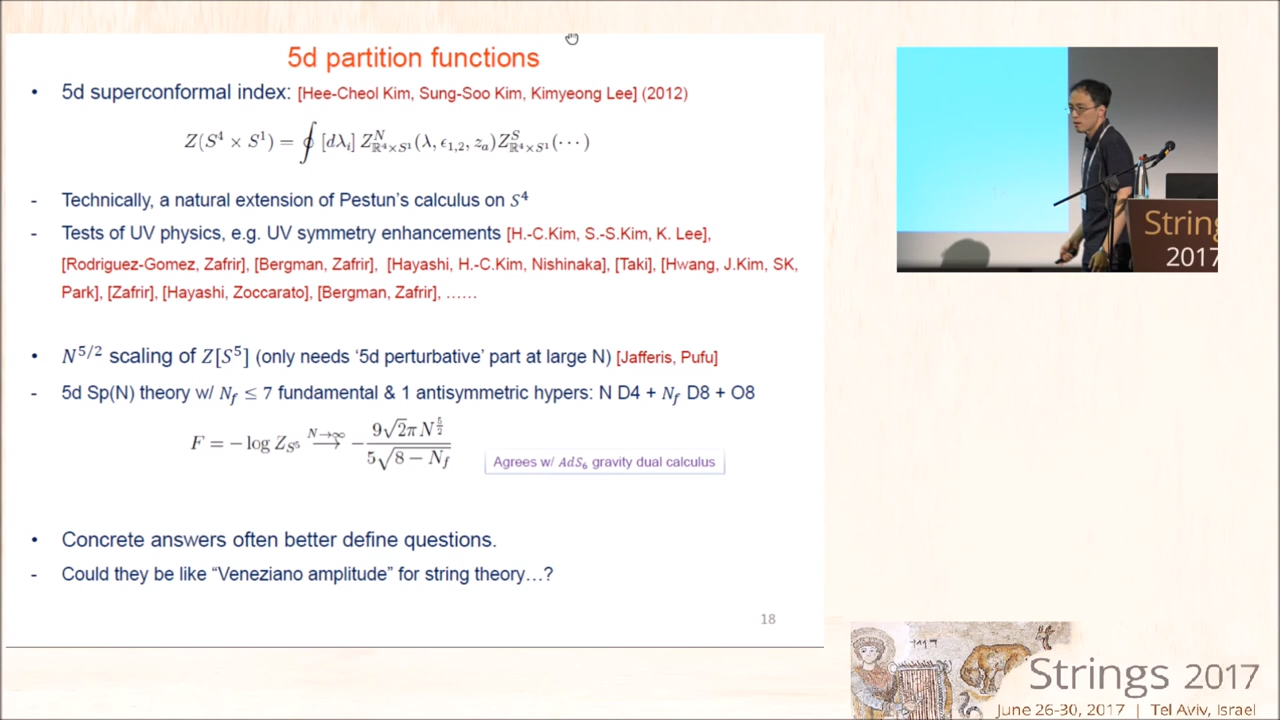 5d partition functions
• 5d superconformal index: [Hee-Cheol Kim, Sung-Soo Kim, Kimyeong Lee] (2012)
Z(S⁴ × S¹) = ∮ [dλᵢ] Z^N_{ℝ⁴×S¹}(λ, ε₁,₂, zₐ)Z^S_{ℝ⁴×S¹}(⋯)
- Technically, a natural extension of Pestun's calculus on S⁴
- Tests of UV physics, e.g. UV symmetry enhancements [H.-C.Kim, S.-S.Kim, K. Lee],
[Rodriguez-Gomez, Zafrir], [Bergman, Zafrir], [Hayashi, H.-C.Kim, Nishinaka], [Taki], [Hwang, J.Kim, SK,
Park], [Zafrir], [Hayashi, Zoccarato], [Bergman, Zafrir], ……
• N^{5/2} scaling of Z[S⁵] (only needs '5d perturbative' part at large N) [Jafferis, Pufu]
- 5d Sp(N) theory w/ N_f ≤ 7 fundamental & 1 antisymmetric hypers: N D4 + N_f D8 + O8
F = − log Z_{S⁵} \xrightarrow{N→∞} −\frac{9√2πN^{5/2}}{5√(8 − N_f)}
Agrees w/ AdS₆ gravity dual calculus
• Concrete answers often better define questions.
- Could they be like "Veneziano amplitude" for string theory…?
18
Strings
2017
Strings 2017
June 26-30, 2017 | Tel Aviv, Israel